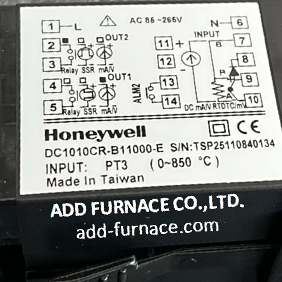 1 L AC 85~265V N 6
2 OUT2 11 + INPUT 7
3 Relay SSR mA/V 12 - 8
4 OUT1 ALM2 13 9
5 Relay SSR mA/V 14 DC mA/V RTD TC/mV 10
Honeywell CE
DC1010CR-B11000-E S/N:TSP25110840134
INPUT: PT3 (0~850 °C)
Made In Taiwan
ADD FURNACE CO.,LTD.
add-furnace.com